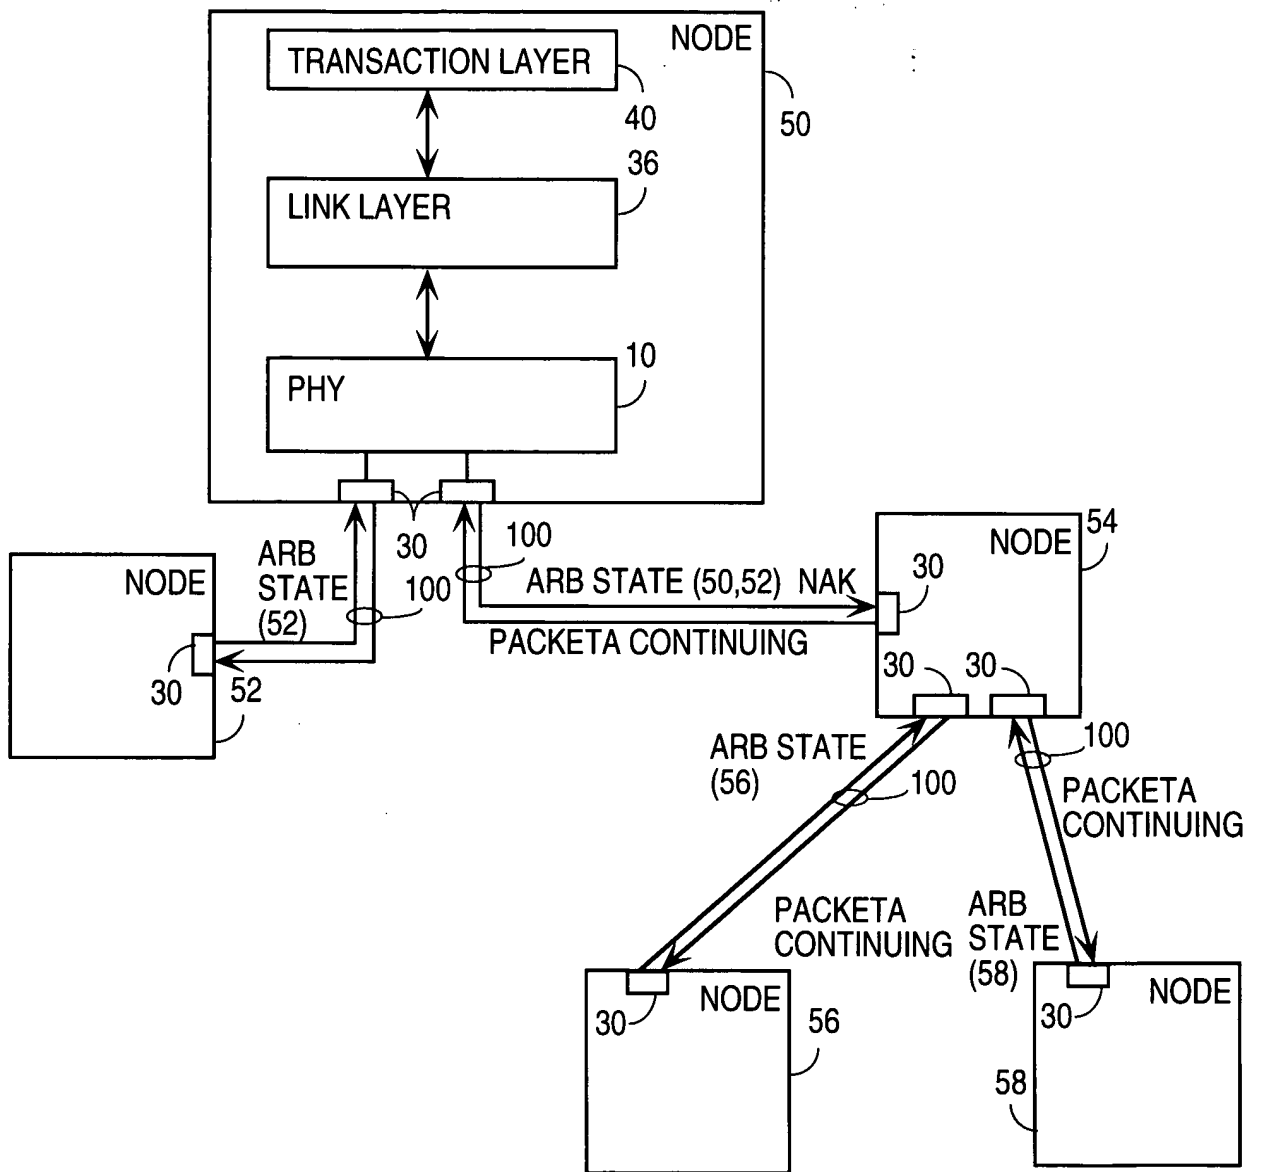 NODE
TRANSACTION LAYER
40
50
36
LINK LAYER
10
PHY
30
100
ARB STATE (50,52) NAK
PACKETA CONTINUING
ARB
STATE
(52)
100
NODE
30
52
54
NODE
30
30
30
ARB STATE
(56)
100
100
PACKETA
CONTINUING
PACKETA
CONTINUING
ARB
STATE
(58)
NODE
30
56
NODE
30
58